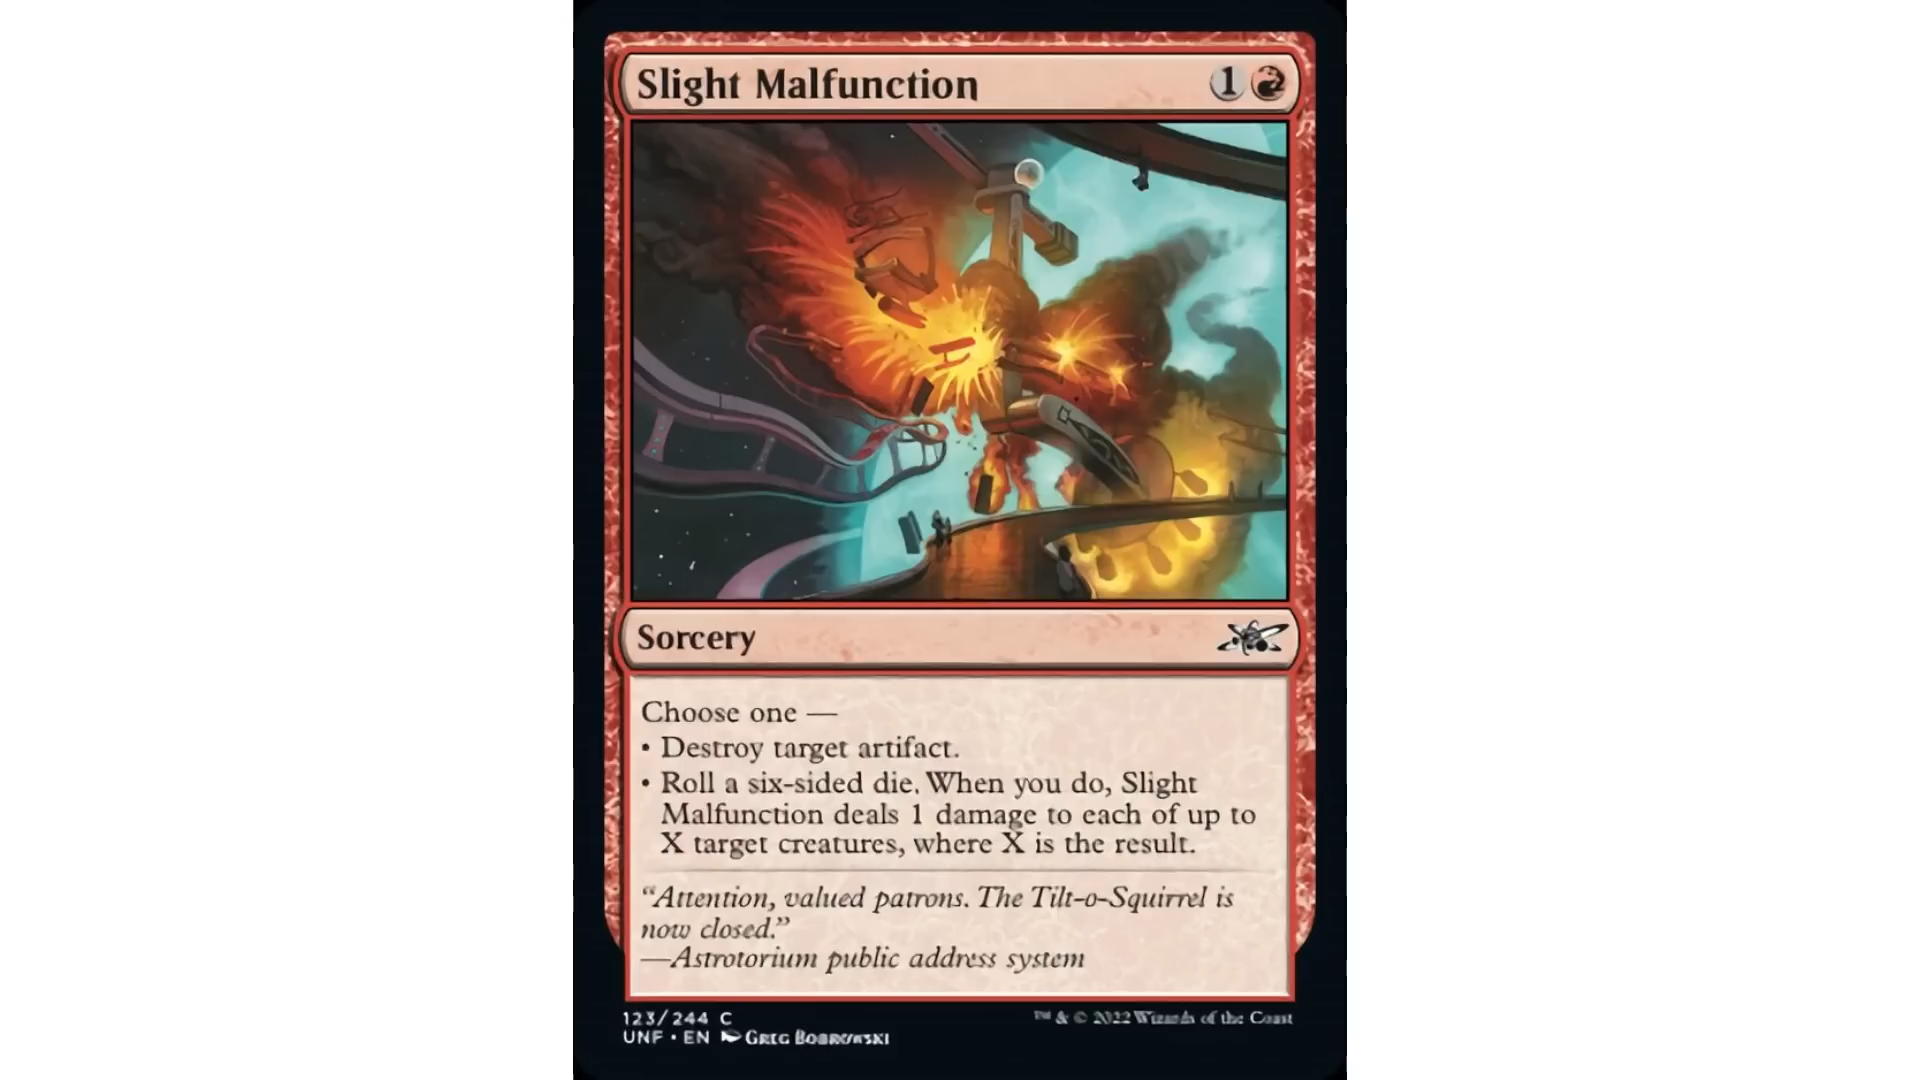 Slight Malfunction 1
Sorcery
Choose one —
• Destroy target artifact.
• Roll a six-sided die. When you do, Slight
Malfunction deals 1 damage to each of up to
X target creatures, where X is the result.
“Attention, valued patrons. The Tilt-o-Squirrel is
now closed.”
—Astrotorium public address system
123/244 C
™ & © 2022 Wizards of the Coast
UNF • EN Greg Bobrowski